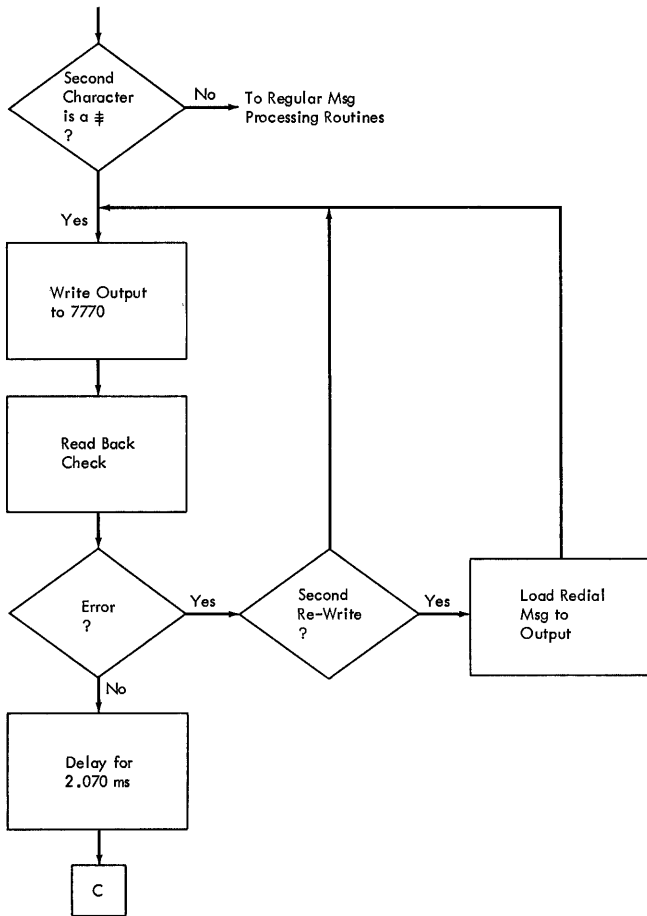 Second
Character
is a ⧧
?
No
To Regular Msg
Processing Routines
Yes
Write Output
to 7770
Read Back
Check
Error
?
Yes
Second
Re-Write
?
Yes
Load Redial
Msg to
Output
No
Delay for
2.070 ms
C